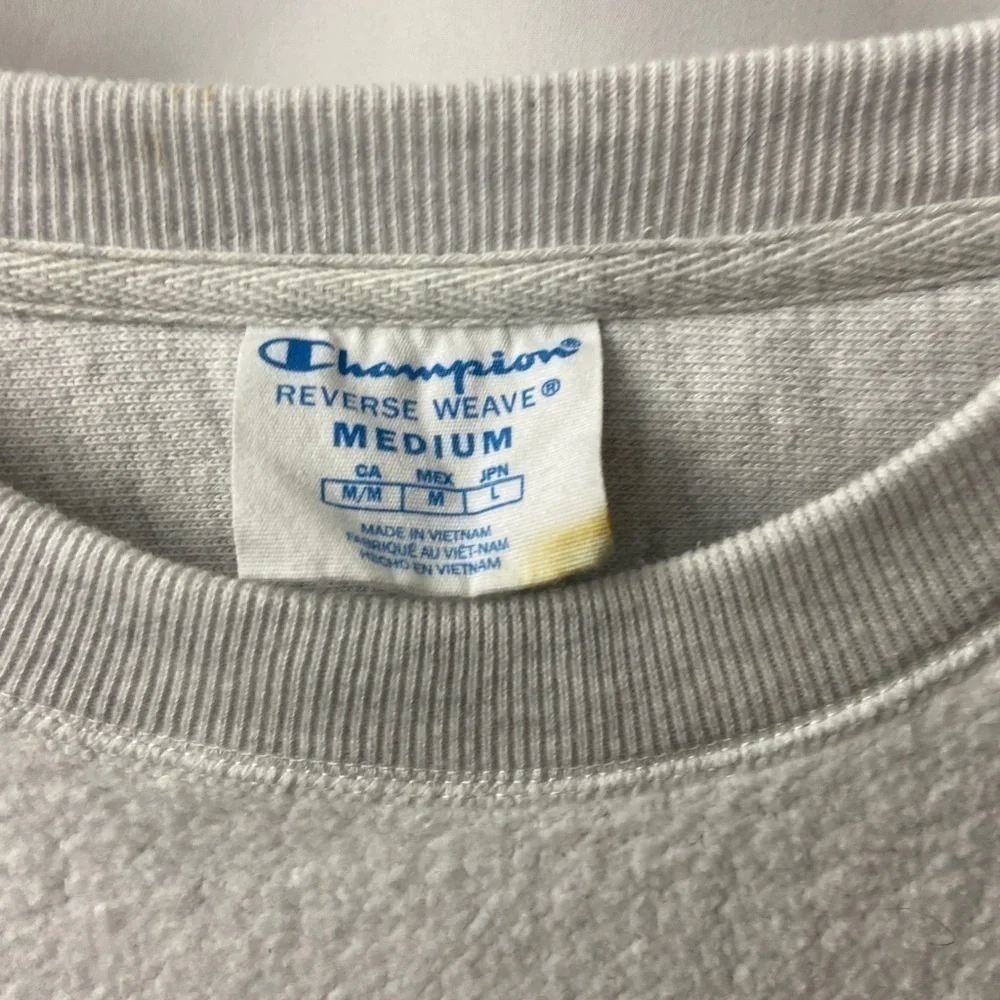 Champion®
REVERSE WEAVE®
MEDIUM
CA MEX JPN
M/M M L
MADE IN VIETNAM
FABRIQUÉ AU VIÊT-NAM
HECHO EN VIETNAM